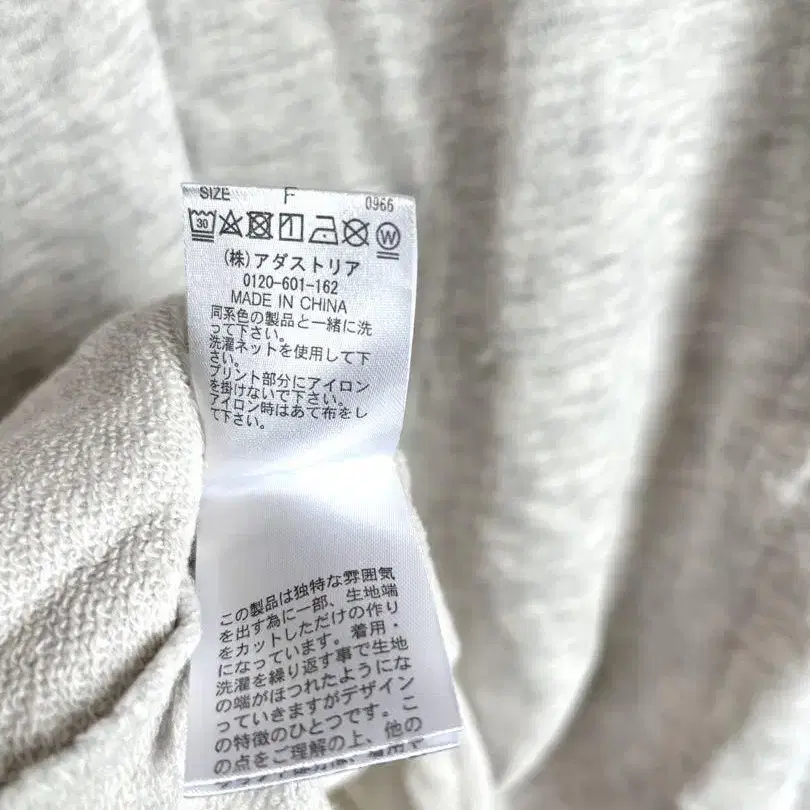 SIZE F 0966
30 W
(株)アダストリア
0120-601-162
MADE IN CHINA
同系色の製品と一緒に洗
って下さい。
洗濯ネットを使用して下
さい。
プリント部分にアイロン
を掛けないで下さい。
アイロン時はあて布をし
て下さい。
この製品は独特な雰囲気
を出す為に一部、生地端
をカットしただけの作り
になっています。着用・
洗濯を繰り返す事で生地
の端がほつれたようにな
っていきますがデザイン
の特徴のひとつです。こ
の点をご理解の上、他の